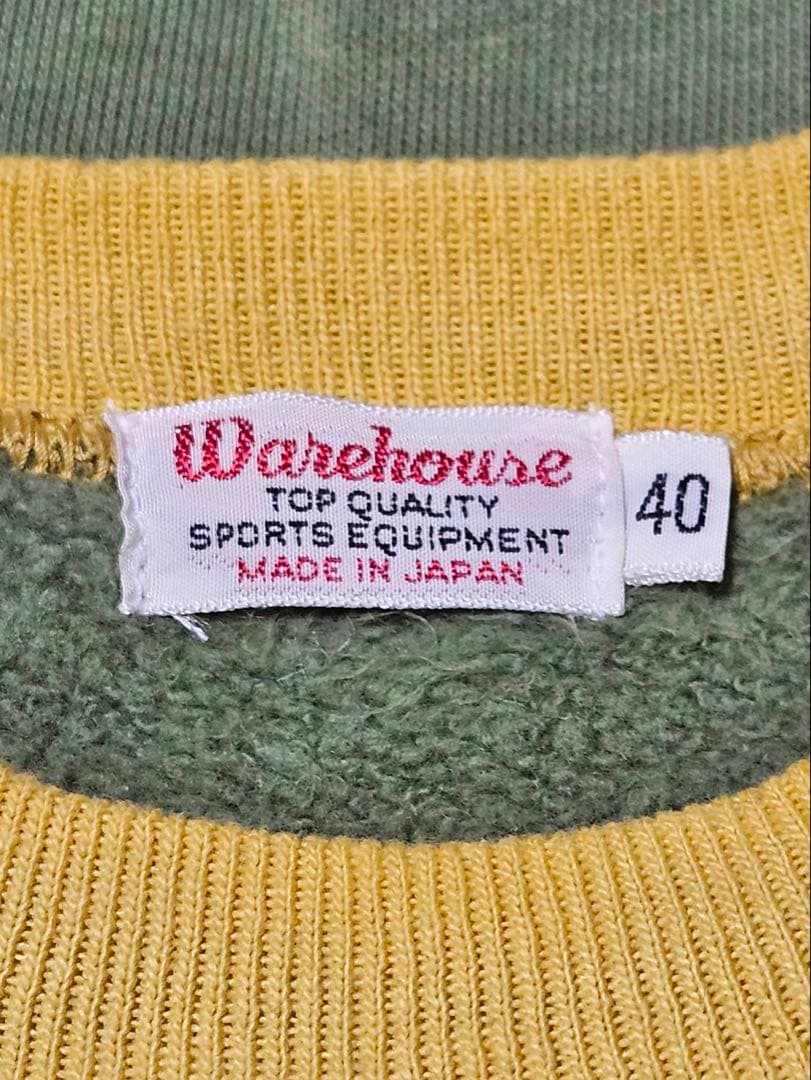 Warehouse
TOP QUALITY
SPORTS EQUIPMENT
MADE IN JAPAN
40